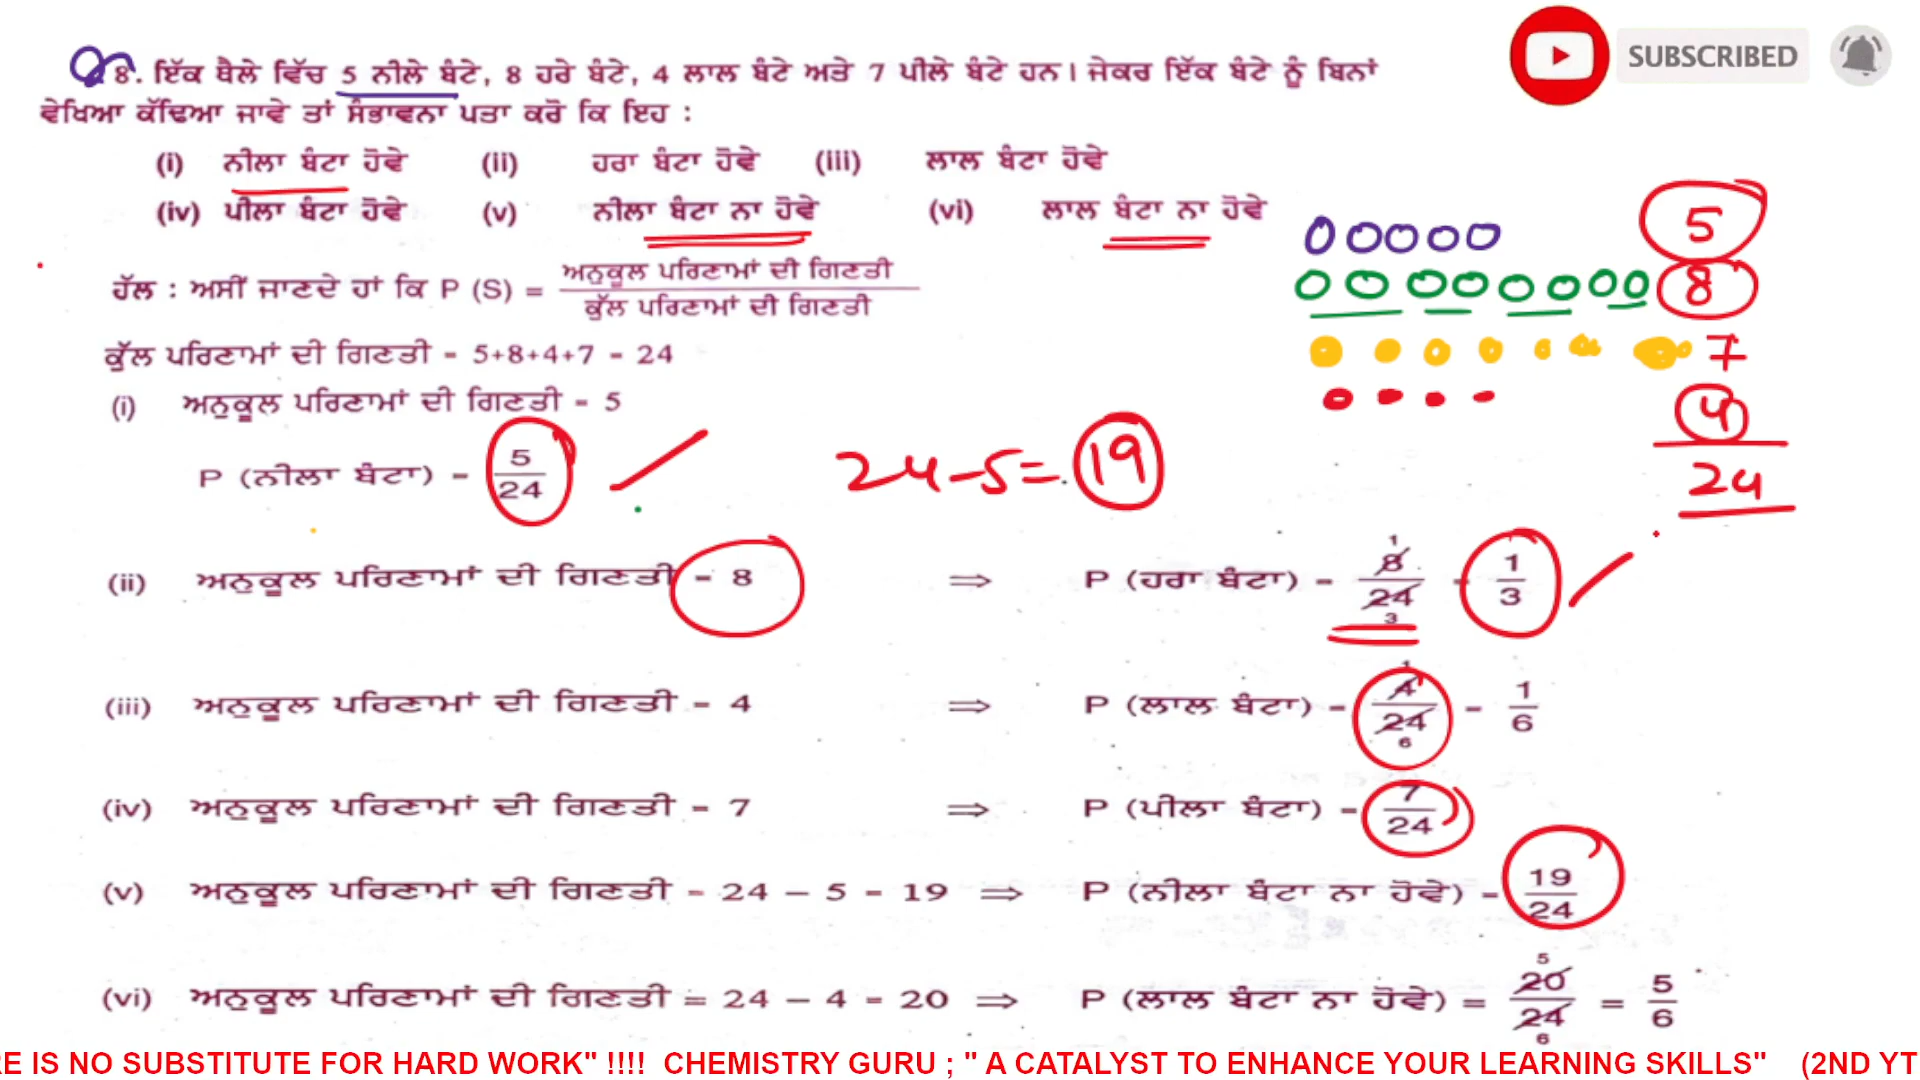 8. ਇੱਕ ਥੈਲੇ ਵਿੱਚ 5 ਨੀਲੇ ਬੰਟੇ, 8 ਹਰੇ ਬੰਟੇ, 4 ਲਾਲ ਬੰਟੇ ਅਤੇ 7 ਪੀਲੇ ਬੰਟੇ ਹਨ। ਜੇਕਰ ਇੱਕ ਬੰਟੇ ਨੂੰ ਬਿਨਾਂ
SUBSCRIBED
ਵੇਖਿਆ ਕੱਢਿਆ ਜਾਵੇ ਤਾਂ ਸੰਭਾਵਨਾ ਪਤਾ ਕਰੋ ਕਿ ਇਹ :
(i) ਨੀਲਾ ਬੰਟਾ ਹੋਵੇ (ii) ਹਰਾ ਬੰਟਾ ਹੋਵੇ (iii) ਲਾਲ ਬੰਟਾ ਹੋਵੇ
(iv) ਪੀਲਾ ਬੰਟਾ ਹੋਵੇ (v) ਨੀਲਾ ਬੰਟਾ ਨਾ ਹੋਵੇ (vi) ਲਾਲ ਬੰਟਾ ਨਾ ਹੋਵੇ
5
8
7
4
24
ਹੱਲ : ਅਸੀਂ ਜਾਣਦੇ ਹਾਂ ਕਿ P (S) = ਅਨੁਕੂਲ ਪਰਿਣਾਮਾਂ ਦੀ ਗਿਣਤੀ / ਕੁੱਲ ਪਰਿਣਾਮਾਂ ਦੀ ਗਿਣਤੀ
ਕੁੱਲ ਪਰਿਣਾਮਾਂ ਦੀ ਗਿਣਤੀ = 5+8+4+7 = 24
(i) ਅਨੁਕੂਲ ਪਰਿਣਾਮਾਂ ਦੀ ਗਿਣਤੀ = 5
P (ਨੀਲਾ ਬੰਟਾ) = 5/24
24-5=19
(ii) ਅਨੁਕੂਲ ਪਰਿਣਾਮਾਂ ਦੀ ਗਿਣਤੀ = 8 ⇒ P (ਹਰਾ ਬੰਟਾ) = 8/24 = 1/3
(iii) ਅਨੁਕੂਲ ਪਰਿਣਾਮਾਂ ਦੀ ਗਿਣਤੀ = 4 ⇒ P (ਲਾਲ ਬੰਟਾ) = 4/24 = 1/6
(iv) ਅਨੁਕੂਲ ਪਰਿਣਾਮਾਂ ਦੀ ਗਿਣਤੀ = 7 ⇒ P (ਪੀਲਾ ਬੰਟਾ) = 7/24
(v) ਅਨੁਕੂਲ ਪਰਿਣਾਮਾਂ ਦੀ ਗਿਣਤੀ = 24 - 5 = 19 ⇒ P (ਨੀਲਾ ਬੰਟਾ ਨਾ ਹੋਵੇ) = 19/24
(vi) ਅਨੁਕੂਲ ਪਰਿਣਾਮਾਂ ਦੀ ਗਿਣਤੀ = 24 - 4 = 20 ⇒ P (ਲਾਲ ਬੰਟਾ ਨਾ ਹੋਵੇ) = 20/24 = 5/6
RE IS NO SUBSTITUTE FOR HARD WORK" !!!! CHEMISTRY GURU ; " A CATALYST TO ENHANCE YOUR LEARNING SKILLS" (2ND YT